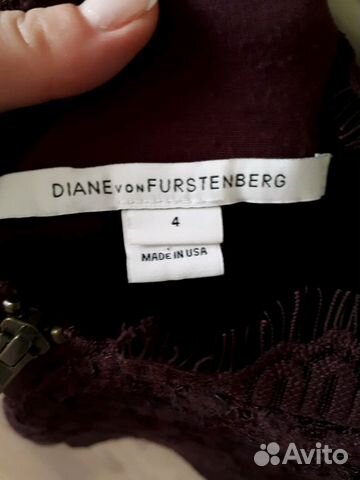 DIANE VON FURSTENBERG
4
MADE IN USA
Avito